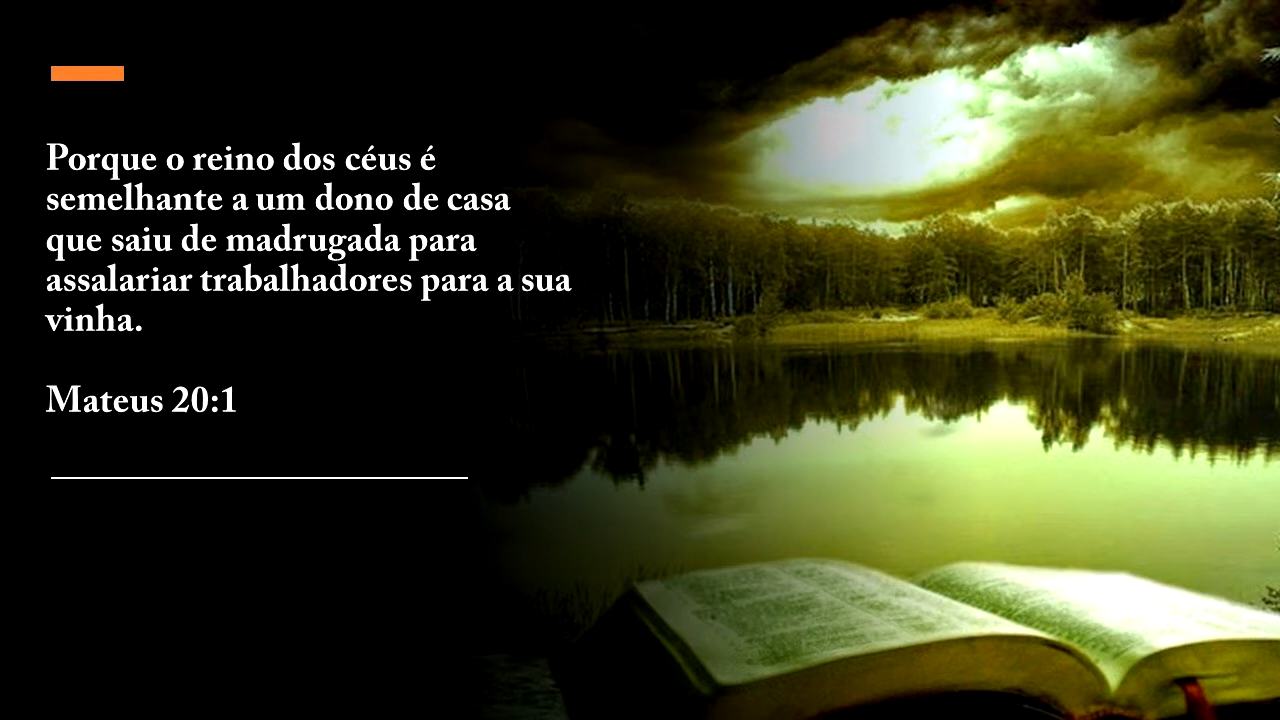 Porque o reino dos céus é
semelhante a um dono de casa
que saiu de madrugada para
assalariar trabalhadores para a sua
vinha.
Mateus 20:1